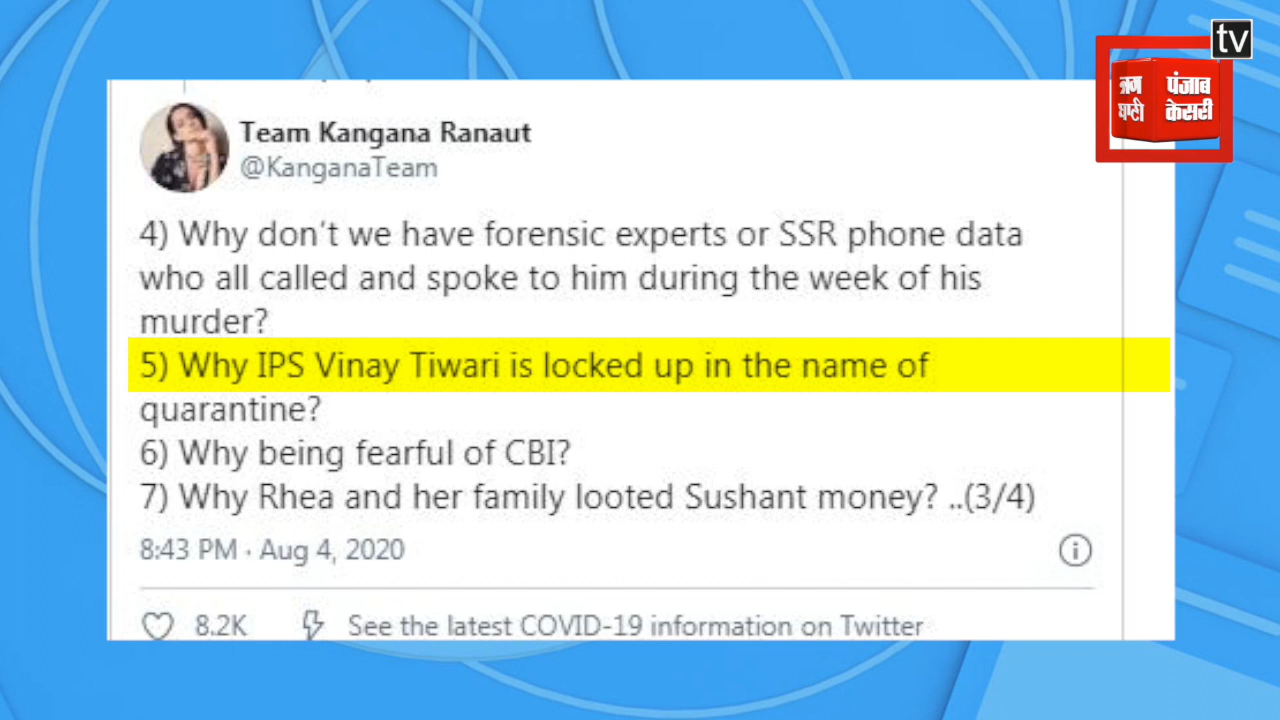 tv
पंजाब
केसरी
Team Kangana Ranaut
@KanganaTeam
4) Why don't we have forensic experts or SSR phone data
who all called and spoke to him during the week of his
murder?
5) Why IPS Vinay Tiwari is locked up in the name of
quarantine?
6) Why being fearful of CBI?
7) Why Rhea and her family looted Sushant money? ..(3/4)
8:43 PM · Aug 4, 2020
8.2K See the latest COVID-19 information on Twitter